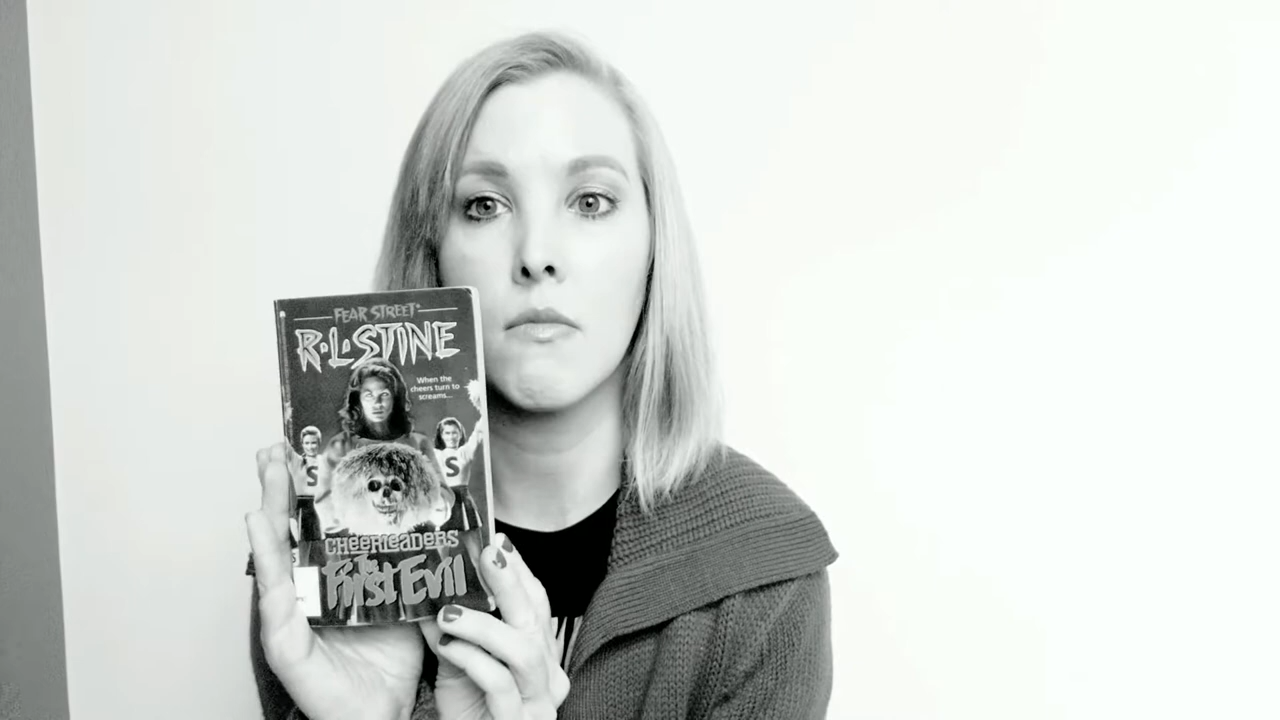 FEAR STREET
R·L·STINE
When the
cheers turn to
screams...
S
S
CHEERLEADERS
The
First Evil